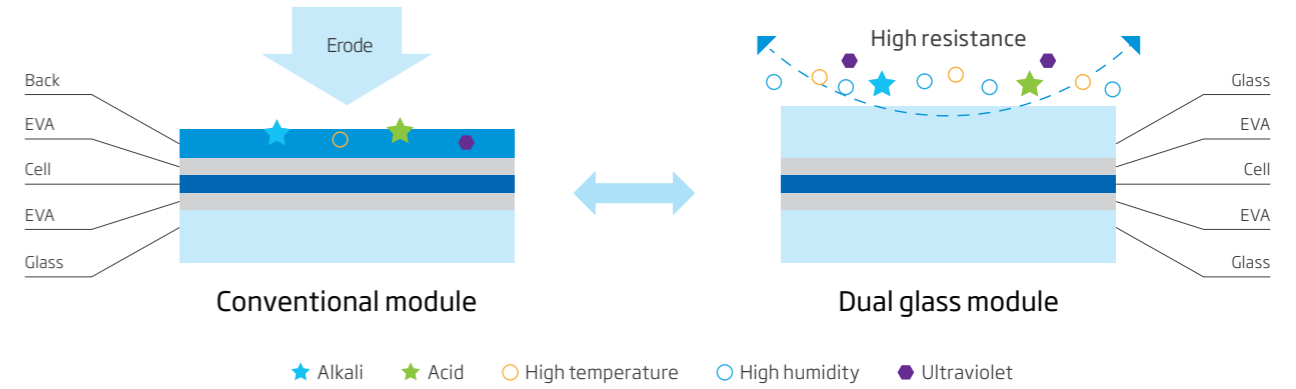 Erode
Back
EVA
Cell
EVA
Glass
Conventional module
High resistance
Glass
EVA
Cell
EVA
Glass
Dual glass module
Alkali
Acid
High temperature
High humidity
Ultraviolet